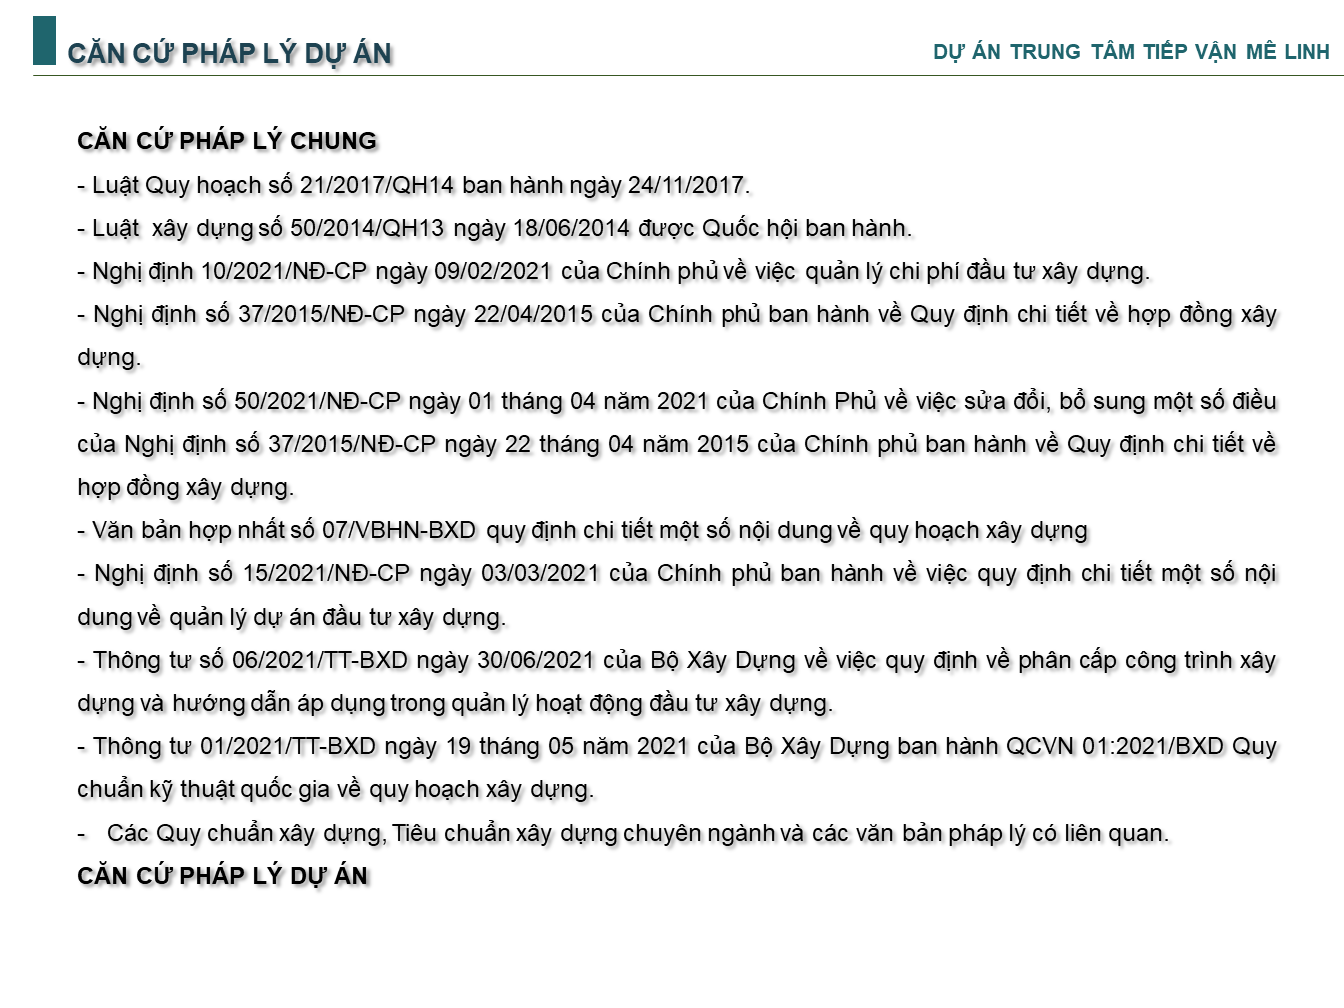 CĂN CỨ PHÁP LÝ DỰ ÁN
DỰ ÁN TRUNG TÂM TIẾP VẬN MÊ LINH
CĂN CỨ PHÁP LÝ CHUNG
- Luật Quy hoạch số 21/2017/QH14 ban hành ngày 24/11/2017.
- Luật xây dựng số 50/2014/QH13 ngày 18/06/2014 được Quốc hội ban hành.
- Nghị định 10/2021/NĐ-CP ngày 09/02/2021 của Chính phủ về việc quản lý chi phí đầu tư xây dựng.
- Nghị định số 37/2015/NĐ-CP ngày 22/04/2015 của Chính phủ ban hành về Quy định chi tiết về hợp đồng xây
dựng.
- Nghị định số 50/2021/NĐ-CP ngày 01 tháng 04 năm 2021 của Chính Phủ về việc sửa đổi, bổ sung một số điều
của Nghị định số 37/2015/NĐ-CP ngày 22 tháng 04 năm 2015 của Chính phủ ban hành về Quy định chi tiết về
hợp đồng xây dựng.
- Văn bản hợp nhất số 07/VBHN-BXD quy định chi tiết một số nội dung về quy hoạch xây dựng
- Nghị định số 15/2021/NĐ-CP ngày 03/03/2021 của Chính phủ ban hành về việc quy định chi tiết một số nội
dung về quản lý dự án đầu tư xây dựng.
- Thông tư số 06/2021/TT-BXD ngày 30/06/2021 của Bộ Xây Dựng về việc quy định về phân cấp công trình xây
dựng và hướng dẫn áp dụng trong quản lý hoạt động đầu tư xây dựng.
- Thông tư 01/2021/TT-BXD ngày 19 tháng 05 năm 2021 của Bộ Xây Dựng ban hành QCVN 01:2021/BXD Quy
chuẩn kỹ thuật quốc gia về quy hoạch xây dựng.
- Các Quy chuẩn xây dựng, Tiêu chuẩn xây dựng chuyên ngành và các văn bản pháp lý có liên quan.
CĂN CỨ PHÁP LÝ DỰ ÁN